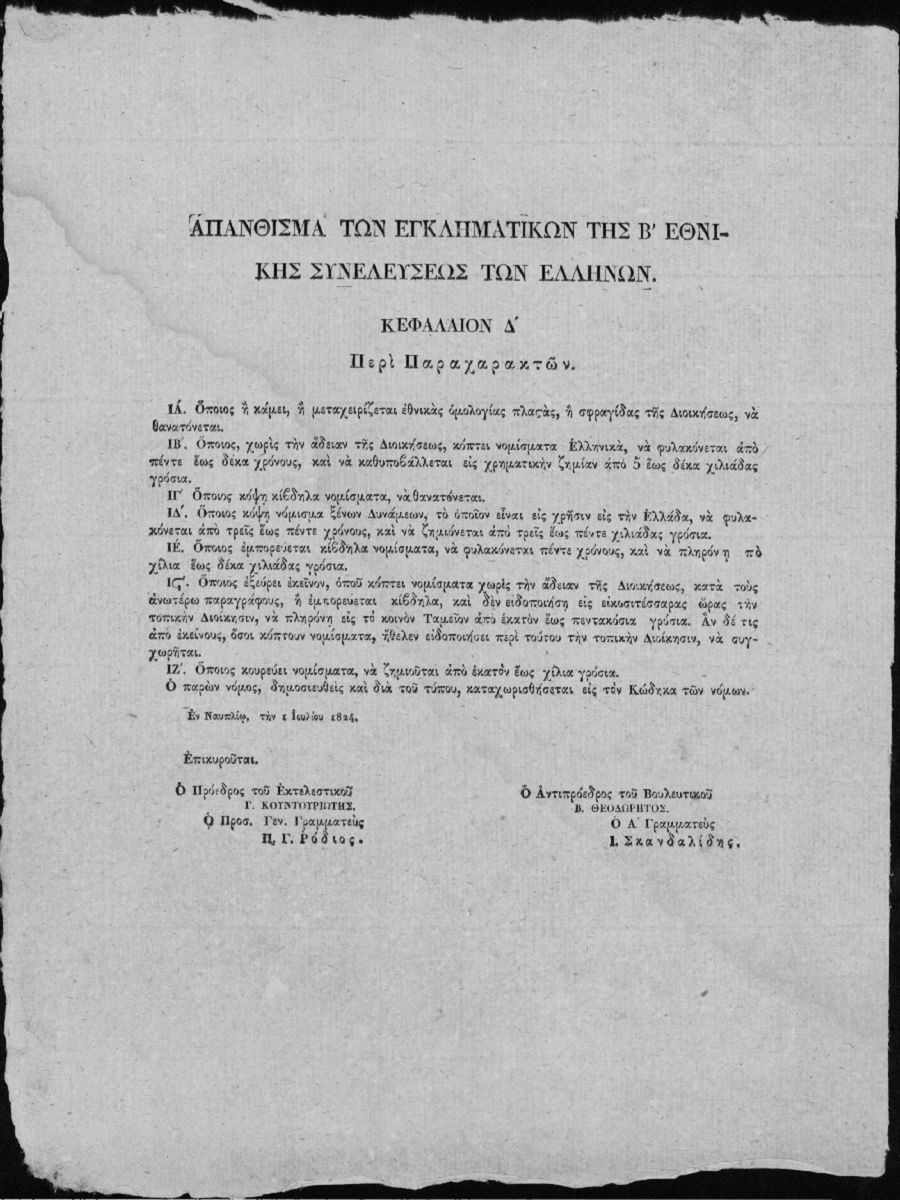 ἈΠΑΝΘΙΣΜΑ ΤΩΝ ΕΓΚΛΗΜΑΤΙΚΩΝ ΤΗΣ Β' ΕΘΝΙ-
ΚΗΣ ΣΥΝΕΛΕΥΣΕΩΣ ΤΩΝ ΕΛΛΗΝΩΝ.
ΚΕΦΑΛΑΙΟΝ Δ'
Περὶ Παραχαρακτῶν.
ΙΑ΄. Ὅποιος ἢ κάμει, ἢ μεταχειρίζεται ἐθνικὰς ὁμολογίας πλαστὰς, ἢ σφραγίδας τῆς Διοικήσεως, νὰ
θανατόνεται.
ΙΒ΄. Ὅποιος, χωρὶς τὴν ἄδειαν τῆς Διοικήσεως, κόπτει νομίσματα Ἑλληνικὰ, νὰ φυλακόνεται ἀπὸ
πέντε ἕως δέκα χρόνους, καὶ νὰ καθυποβάλλεται εἰς χρηματικὴν ζημίαν ἀπὸ 5 ἕως δέκα χιλιάδας
γρόσια.
ΙΓ΄ Ὅποιος κόψῃ κίβδηλα νομίσματα, νὰ θανατόνεται.
ΙΔ΄. Ὅποιος κόψῃ νόμισμα ξένων Δυνάμεων, τὸ ὁποῖον εἶναι εἰς χρῆσιν εἰς τὴν Ἑλλάδα, νὰ φυλα-
κόνεται ἀπὸ τρεῖς ἕως πέντε χρόνους, καὶ νὰ ζημιόνεται ἀπὸ τρεῖς ἕως πέντε χιλιάδας γρόσια.
ΙΕ΄. Ὅποιος ἐμπορεύεται κίβδηλα νομίσματα, νὰ φυλακόνεται πέντε χρόνους, καὶ νὰ πληρόνῃ πὸ
χίλια ἕως δέκα χιλιάδας γρόσια.
Ιϛ΄. Ὅποιος ἐξεύρει ἐκεῖνον, ὁποῦ κόπτει νομίσματα χωρὶς τὴν ἄδειαν τῆς Διοικήσεως, κατὰ τοὺς
ἀνωτέρω παραγράφους, ἢ ἐμπορεύεται κίβδηλα, καὶ δὲν εἰδοποιήσῃ εἰς εἰκοσιτέσσαρας ὥρας τὴν
τοπικὴν Διοίκησιν, νὰ πληρόνῃ εἰς τὸ κοινὸν Ταμεῖον ἀπὸ ἑκατὸν ἕως πεντακόσια γρόσια. Ἂν δέ τις
ἀπὸ ἐκείνους, ὅσοι κόπτουν νομίσματα, ἤθελεν εἰδοποιήσει περὶ τούτου τὴν τοπικὴν Διοίκησιν, νὰ συγ-
χωρῆται.
ΙΖ΄. Ὅποιος κουρεύει νομίσματα, νὰ ζημιοῦται ἀπὸ ἑκατὸν ἕως χίλια γρόσια.
Ὁ παρὼν νόμος, δημοσιευθεὶς καὶ διὰ τοῦ τύπου, καταχωρισθήσεται εἰς τὸν Κώδηκα τῶν νόμων.
Ἐν Ναυπλίῳ, τὴν 1 Ἰουλίου 1824.
Ἐπικυροῦται.
Ὁ Πρόεδρος τοῦ Ἐκτελεστικοῦ
Γ. ΚΟΥΝΤΟΥΡΙΩΤΗΣ.
Ὁ Προσ. Γεν. Γραμματεὺς
Π. Γ. Ῥόδιος.
Ὁ Ἀντιπρόεδρος τοῦ Βουλευτικοῦ
Β. ΘΕΟΔΩΡΗΤΟΣ.
Ὁ Α΄ Γραμματεὺς
Ι. Σκανδαλίδης.